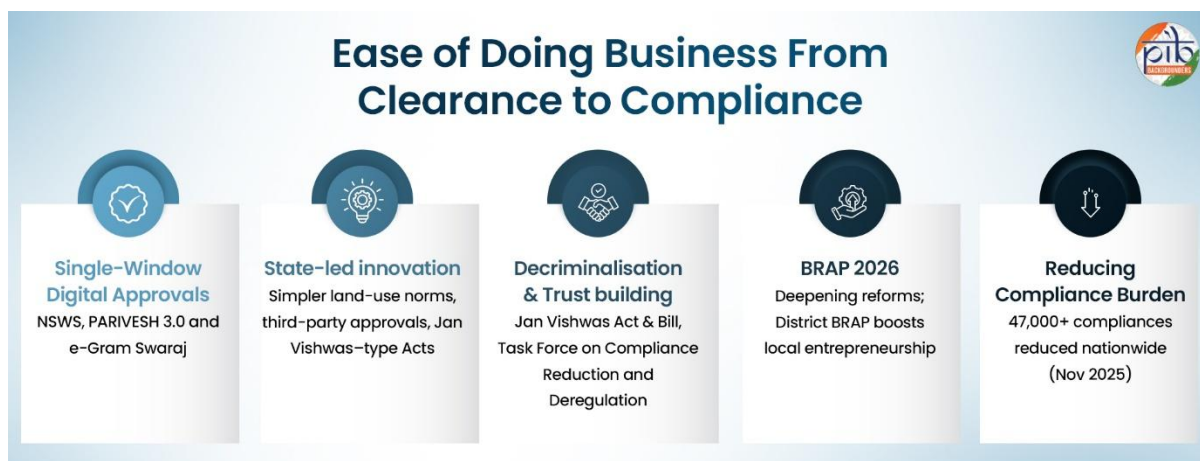 Ease of Doing Business From
Clearance to Compliance
pib
BACKGROUNDERS
Single-Window
Digital Approvals
NSWS, PARIVESH 3.0 and
e-Gram Swaraj
State-led innovation
Simpler land-use norms,
third-party approvals, Jan
Vishwas–type Acts
Decriminalisation
& Trust building
Jan Vishwas Act & Bill,
Task Force on Compliance
Reduction and
Deregulation
BRAP 2026
Deepening reforms;
District BRAP boosts
local entrepreneurship
Reducing
Compliance Burden
47,000+ compliances
reduced nationwide
(Nov 2025)